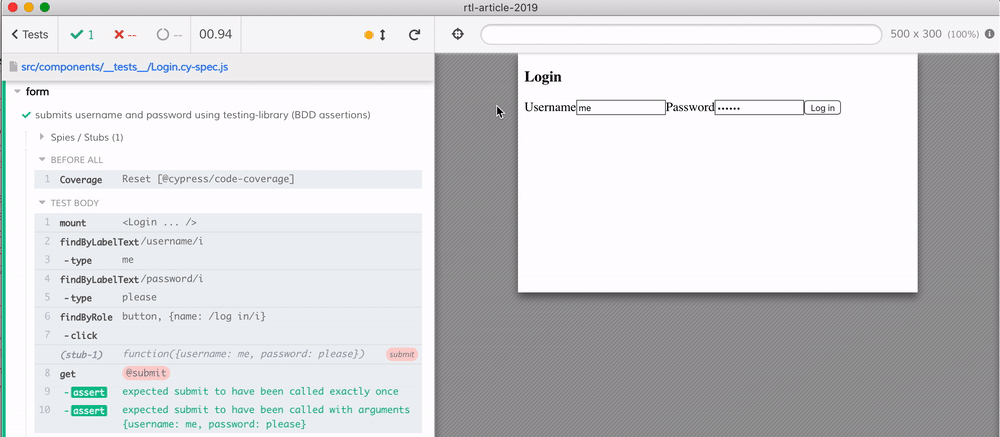 rtl-article-2019
Tests 1 -- -- 00.94 500 x 300 (100%)
src/components/__tests__/Login.cy-spec.js
form
submits username and password using testing-library (BDD assertions)
Spies / Stubs (1)
BEFORE ALL
1 Coverage Reset [@cypress/code-coverage]
TEST BODY
1 mount <Login ... />
2 findByLabelText /username/i
3 -type me
4 findByLabelText /password/i
5 -type please
6 findByRole button, {name: /log in/i}
7 -click
(stub-1) function({username: me, password: please}) submit
8 get @submit
9 -assert expected submit to have been called exactly once
10 -assert expected submit to have been called with arguments
{username: me, password: please}
Login
Username me Password •••••• Log in